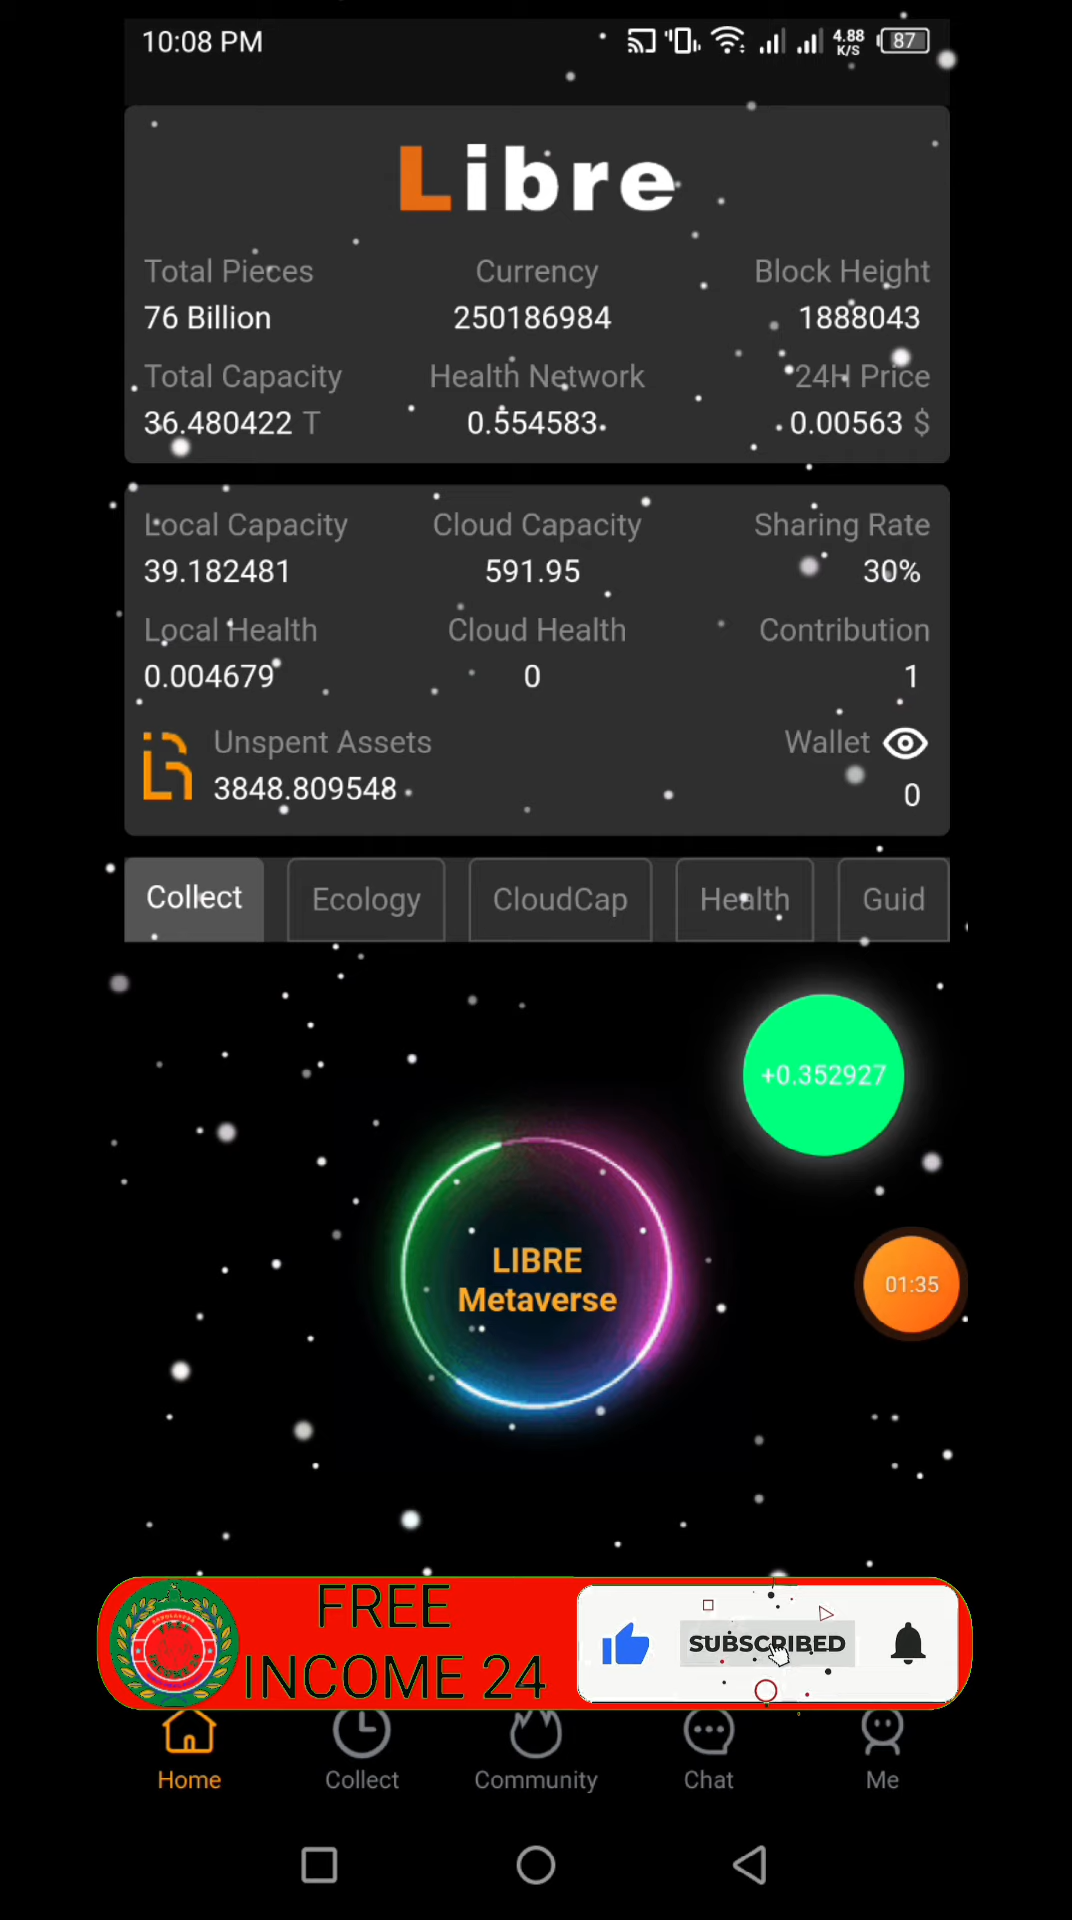 10:08 PM
4.88
K/S
87
Libre
Total Pieces Currency Block Height
76 Billion 250186984 1888043
Total Capacity Health Network 24H Price
36.480422 T 0.554583 0.00563 $
Local Capacity Cloud Capacity Sharing Rate
39.182481 591.95 30%
Local Health Cloud Health Contribution
0.004679 0 1
Unspent Assets Wallet
3848.809548 0
Collect Ecology CloudCap Health Guid
+0.352927
LIBRE
Metaverse
01:35
FREE
INCOME 24
FREE
INCOME 24
SUBSCRIBED
Home Collect Community Chat Me